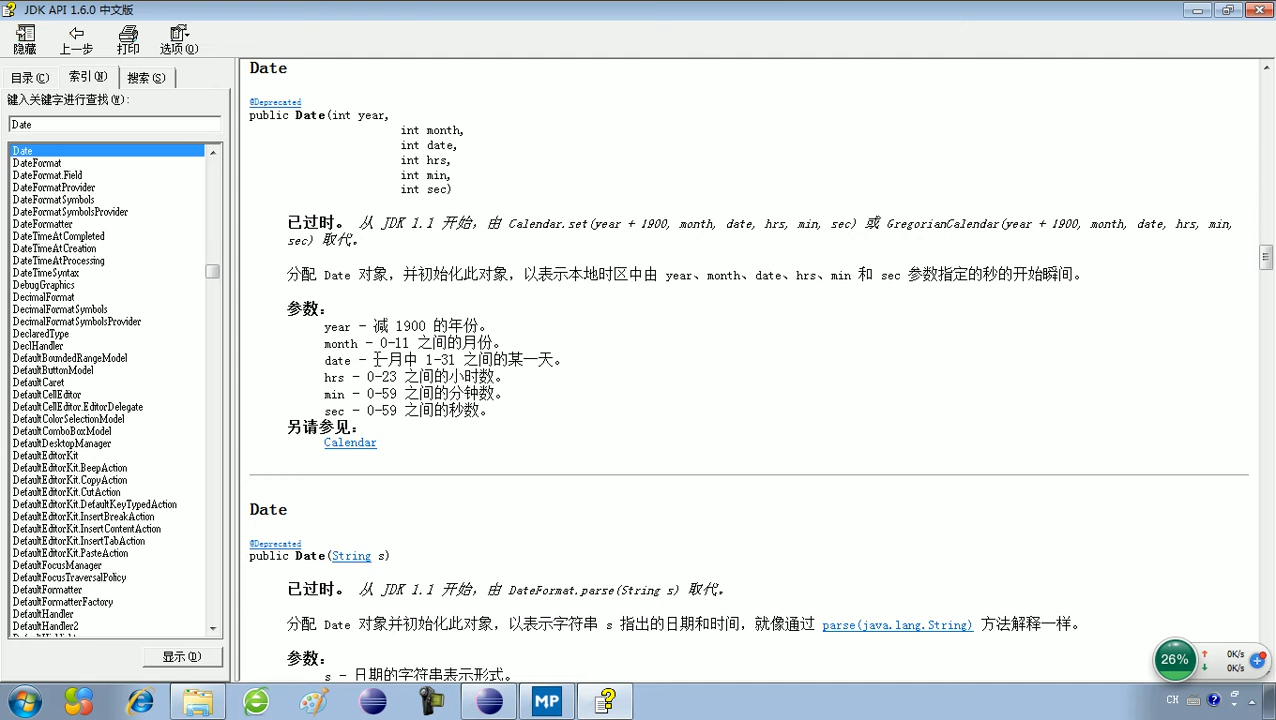 JDK API 1.6.0 中文版
隐藏 上一步 打印 选项(O)
目录(C) 索引(N) 搜索(S)
键入关键字进行查找(W):
Date
Date
DateFormat
DateFormat.Field
DateFormatProvider
DateFormatSymbols
DateFormatSymbolsProvider
DateFormatter
DateTimeAtCompleted
DateTimeAtCreation
DateTimeAtProcessing
DateTimeSyntax
DebugGraphics
DecimalFormat
DecimalFormatSymbols
DecimalFormatSymbolsProvider
DeclaredType
DeclHandler
DefaultBoundedRangeModel
DefaultButtonModel
DefaultCaret
DefaultCellEditor
DefaultCellEditor.EditorDelegate
DefaultColorSelectionModel
DefaultComboBoxModel
DefaultDesktopManager
DefaultEditorKit
DefaultEditorKit.BeepAction
DefaultEditorKit.CopyAction
DefaultEditorKit.CutAction
DefaultEditorKit.DefaultKeyTypedAction
DefaultEditorKit.InsertBreakAction
DefaultEditorKit.InsertContentAction
DefaultEditorKit.InsertTabAction
DefaultEditorKit.PasteAction
DefaultFocusManager
DefaultFocusTraversalPolicy
DefaultFormatter
DefaultFormatterFactory
DefaultHandler
DefaultHandler2
显示(D)
Date
@Deprecated
public Date(int year,
int month,
int date,
int hrs,
int min,
int sec)
已过时。 从 JDK 1.1 开始，由 Calendar.set(year + 1900, month, date, hrs, min, sec) 或 GregorianCalendar(year + 1900, month, date, hrs, min,
sec) 取代。
分配 Date 对象，并初始化此对象，以表示本地时区中由 year、month、date、hrs、min 和 sec 参数指定的秒的开始瞬间。
参数：
year - 减 1900 的年份。
month - 0-11 之间的月份。
date - 一月中 1-31 之间的某一天。
hrs - 0-23 之间的小时数。
min - 0-59 之间的分钟数。
sec - 0-59 之间的秒数。
另请参见：
Calendar
Date
@Deprecated
public Date(String s)
已过时。 从 JDK 1.1 开始，由 DateFormat.parse(String s) 取代。
分配 Date 对象并初始化此对象，以表示字符串 s 指出的日期和时间，就像通过 parse(java.lang.String) 方法解释一样。
参数：
s - 日期的字符串表示形式。
26%
0K/s
0K/s
MP
CH